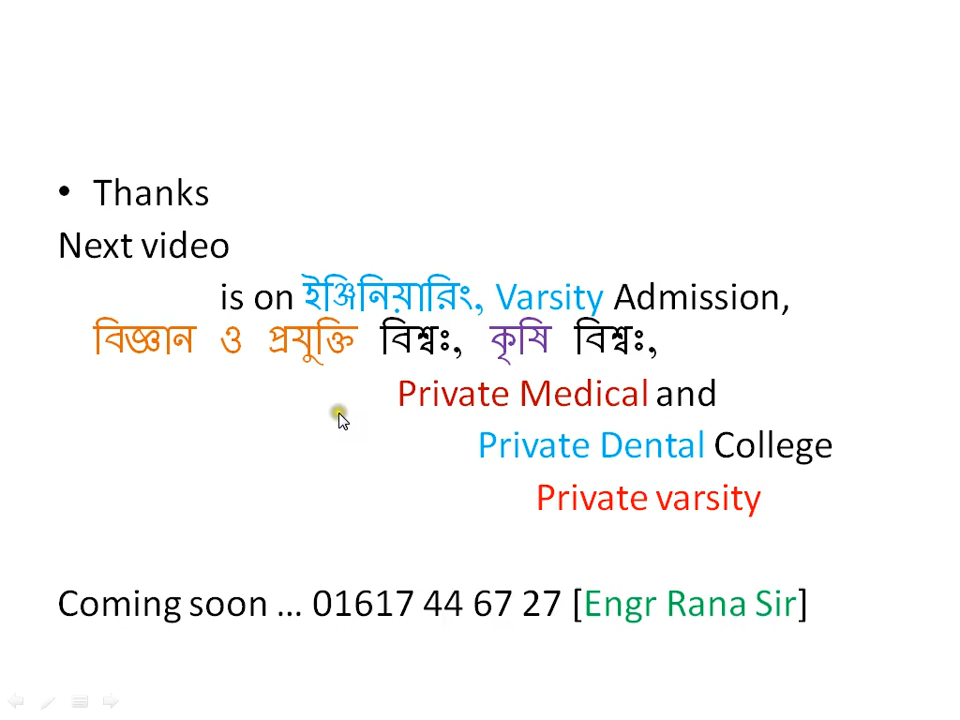 • Thanks
Next video
is on ইঞ্জিনিয়ারিং, Varsity Admission,
বিজ্ঞান ও প্রযুক্তি বিশ্বঃ, কৃষি বিশ্বঃ,
Private Medical and
Private Dental College
Private varsity
Coming soon ... 01617 44 67 27 [Engr Rana Sir]